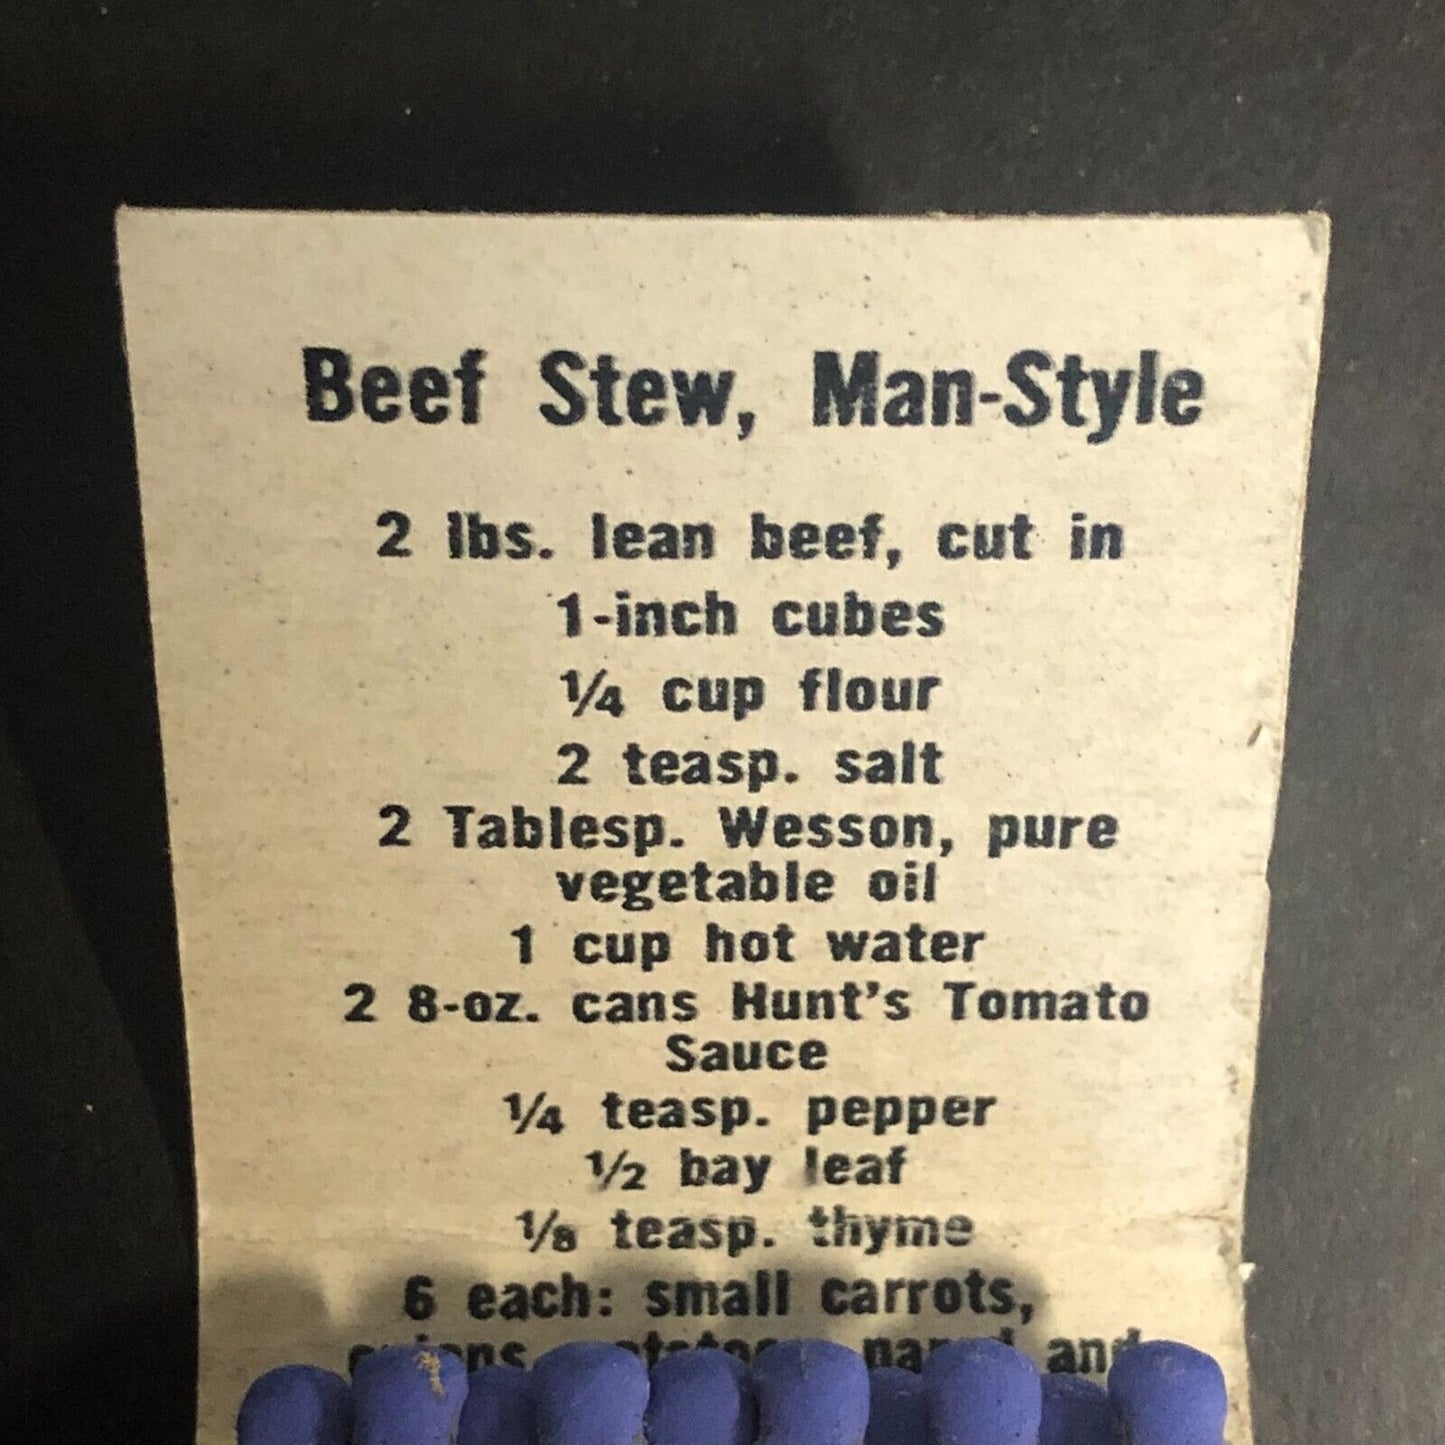 Beef Stew, Man-Style
2 lbs. lean beef, cut in
1-inch cubes
¼ cup flour
2 teasp. salt
2 Tablesp. Wesson, pure
vegetable oil
1 cup hot water
2 8-oz. cans Hunt's Tomato
Sauce
¼ teasp. pepper
½ bay leaf
⅛ teasp. thyme
6 each: small carrots,
and